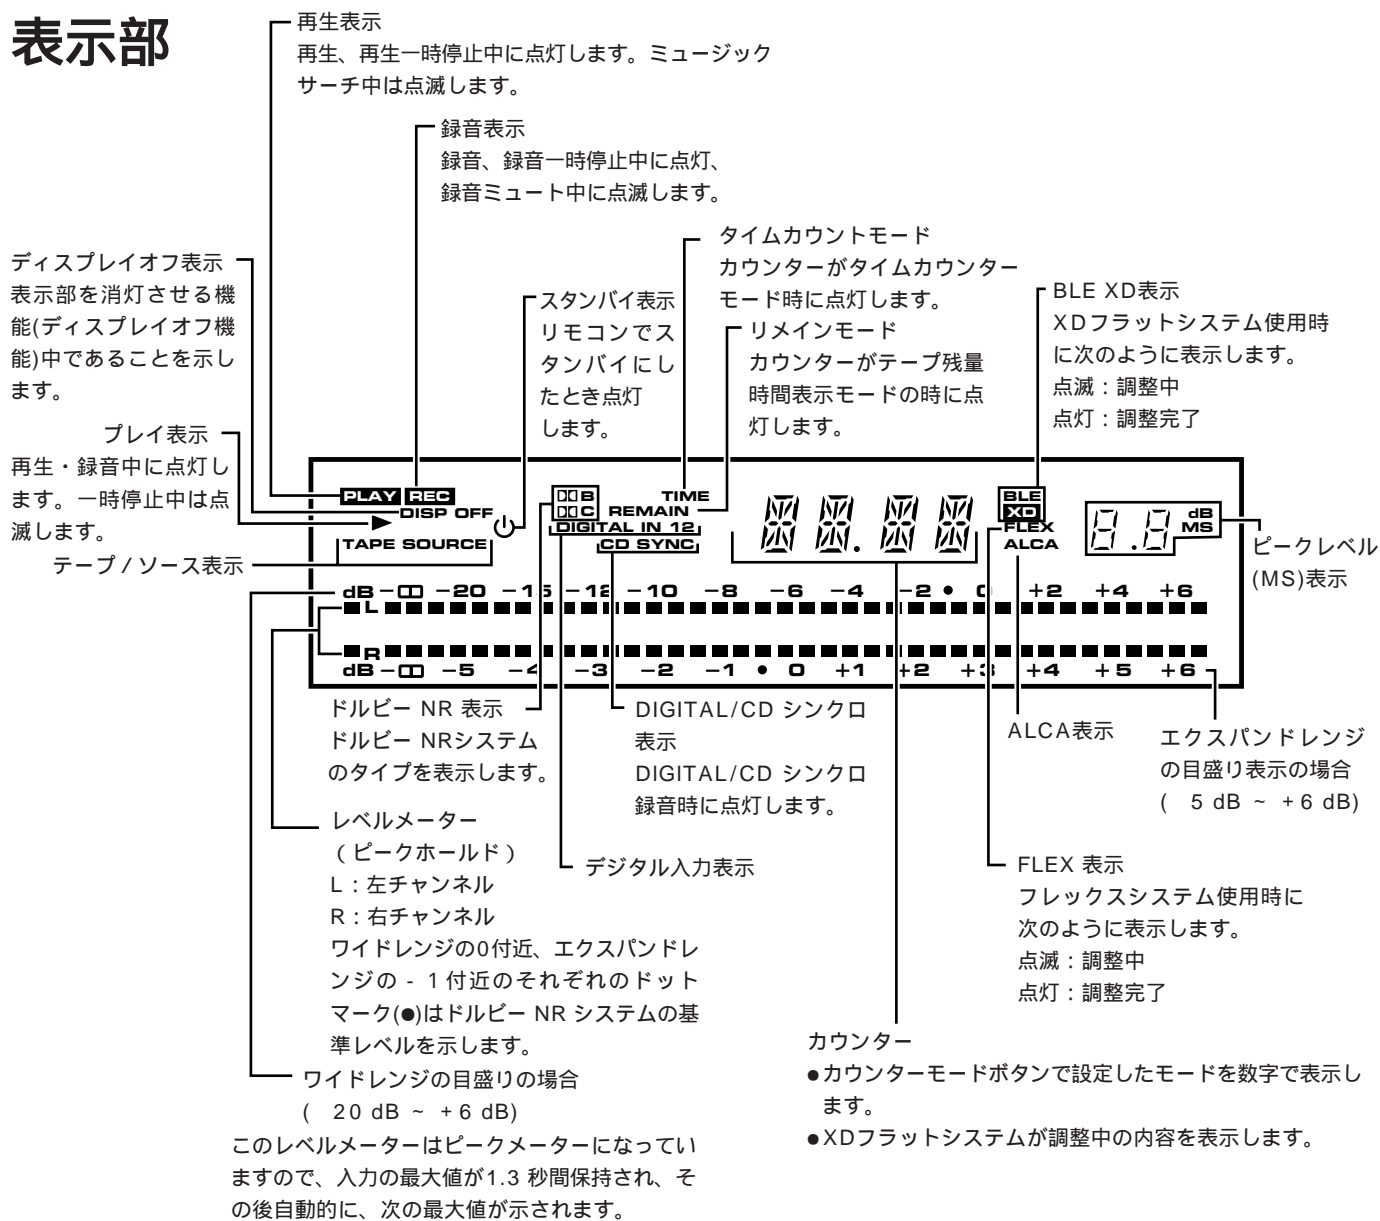 表示部
再生表示
再生、再生一時停止中に点灯します。ミュージック
サーチ中は点滅します。
録音表示
録音、録音一時停止中に点灯、
録音ミュート中に点滅します。
タイムカウントモード
カウンターがタイムカウンター
モード時に点灯します。
リメインモード
カウンターがテープ残量
時間表示モードの時に点
灯します。
BLE XD表示
XDフラットシステム使用時
に次のように表示します。
点滅：調整中
点灯：調整完了
ディスプレイオフ表示
表示部を消灯させる機
能(ディスプレイオフ機
能)中であることを示し
ます。
スタンバイ表示
リモコンでス
タンバイにし
たとき点灯
します。
プレイ表示
再生・録音中に点灯し
ます。一時停止中は点
滅します。
テープ / ソース表示
PLAY REC
DISP OFF
TAPE SOURCE
B
C
TIME
REMAIN
DIGITAL IN 12
CD SYNC
BLE
XD
FLEX
ALCA
8.8
dB
MS
ピークレベル
(MS)表示
dB −∞ −20 −15 −12 −10 −8 −6 −4 −2 ● 0 +2 +4 +6
L
R
dB −∞ −5 −4 −3 −2 −1 ● 0 +1 +2 +3 +4 +5 +6
ドルビー NR 表示
ドルビー NRシステム
のタイプを表示します。
DIGITAL/CD シンクロ
表示
DIGITAL/CD シンクロ
録音時に点灯します。
ALCA表示
エクスパンドレンジ
の目盛り表示の場合
( 5 dB ~ +6 dB)
レベルメーター
（ピークホールド）
L：左チャンネル
R：右チャンネル
ワイドレンジの0付近、エクスパンドレ
ンジの - 1付近のそれぞれのドット
マーク(●)はドルビー NR システムの基
準レベルを示します。
デジタル入力表示
FLEX 表示
フレックスシステム使用時に
次のように表示します。
点滅：調整中
点灯：調整完了
ワイドレンジの目盛りの場合
( 20 dB ~ +6 dB)
このレベルメーターはピークメーターになってい
ますので、入力の最大値が1.3 秒間保持され、そ
の後自動的に、次の最大値が示されます。
カウンター
●カウンターモードボタンで設定したモードを数字で表示し
ます。
●XDフラットシステムが調整中の内容を表示します。